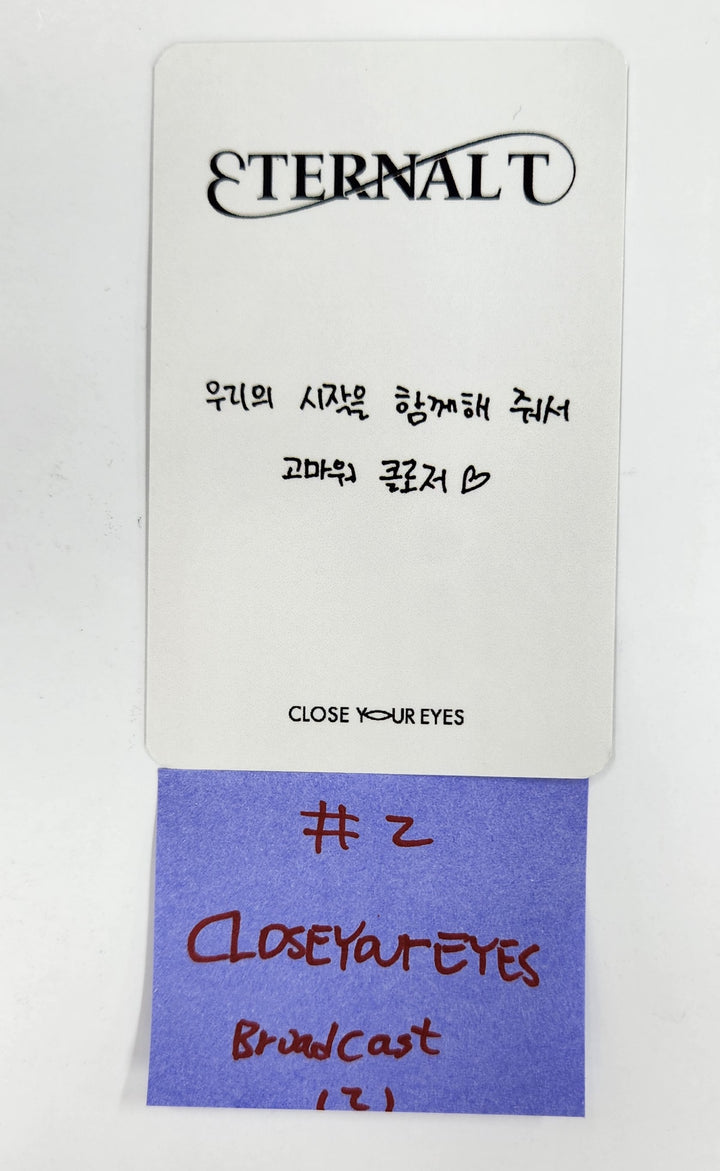 ETERNALT
우리의 시작을 함께해 줘서
고마워 클로저♡
CLOSE YOUR EYES
#2
CLOSEYourEYES
Broadcast
(2)